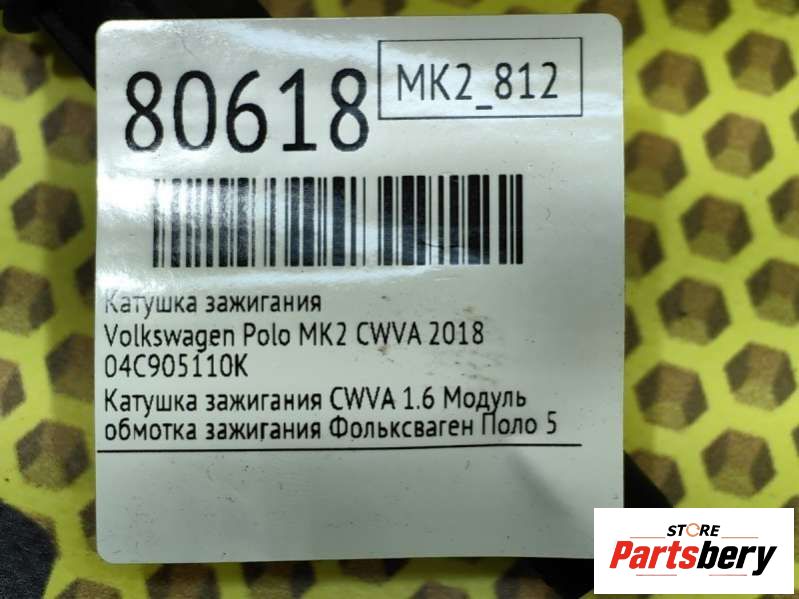 80618
MK2_812
Катушка зажигания
Volkswagen Polo MK2 CWVA 2018
04C905110K
Катушка зажигания CWVA 1.6 Модуль
обмотка зажигания Фольксваген Поло 5
STORE
Partsbery